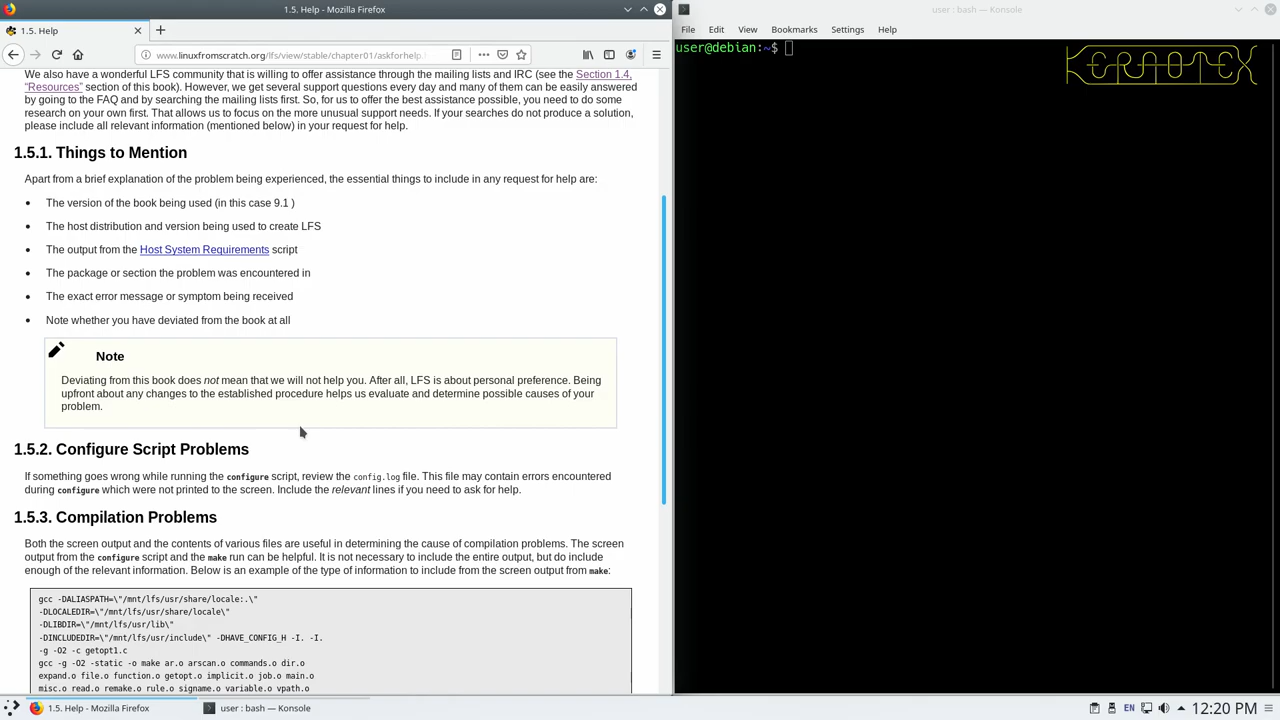 1.5. Help - Mozilla Firefox
1.5. Help
www.linuxfromscratch.org/lfs/view/stable/chapter01/askforhelp.
We also have a wonderful LFS community that is willing to offer assistance through the mailing lists and IRC (see the Section 1.4,
"Resources" section of this book). However, we get several support questions every day and many of them can be easily answered
by going to the FAQ and by searching the mailing lists first. So, for us to offer the best assistance possible, you need to do some
research on your own first. That allows us to focus on the more unusual support needs. If your searches do not produce a solution,
please include all relevant information (mentioned below) in your request for help.
1.5.1. Things to Mention
Apart from a brief explanation of the problem being experienced, the essential things to include in any request for help are:
• The version of the book being used (in this case 9.1 )
• The host distribution and version being used to create LFS
• The output from the Host System Requirements script
• The package or section the problem was encountered in
• The exact error message or symptom being received
• Note whether you have deviated from the book at all
Note
Deviating from this book does not mean that we will not help you. After all, LFS is about personal preference. Being
upfront about any changes to the established procedure helps us evaluate and determine possible causes of your
problem.
1.5.2. Configure Script Problems
If something goes wrong while running the configure script, review the config.log file. This file may contain errors encountered
during configure which were not printed to the screen. Include the relevant lines if you need to ask for help.
1.5.3. Compilation Problems
Both the screen output and the contents of various files are useful in determining the cause of compilation problems. The screen
output from the configure script and the make run can be helpful. It is not necessary to include the entire output, but do include
enough of the relevant information. Below is an example of the type of information to include from the screen output from make:
gcc -DALIASPATH=\"/mnt/lfs/usr/share/locale:.\"
-DLOCALEDIR=\"/mnt/lfs/usr/share/locale\"
-DLIBDIR=\"/mnt/lfs/usr/lib\"
-DINCLUDEDIR=\"/mnt/lfs/usr/include\" -DHAVE_CONFIG_H -I. -I.
-g -O2 -c getopt1.c
gcc -g -O2 -static -o make ar.o arscan.o commands.o dir.o
expand.o file.o function.o getopt.o implicit.o job.o main.o
misc.o read.o remake.o rule.o signame.o variable.o vpath.o
user : bash — Konsole
File Edit View Bookmarks Settings Help
user@debian:~$
1.5. Help - Mozilla Firefox
user : bash — Konsole
EN
12:20 PM